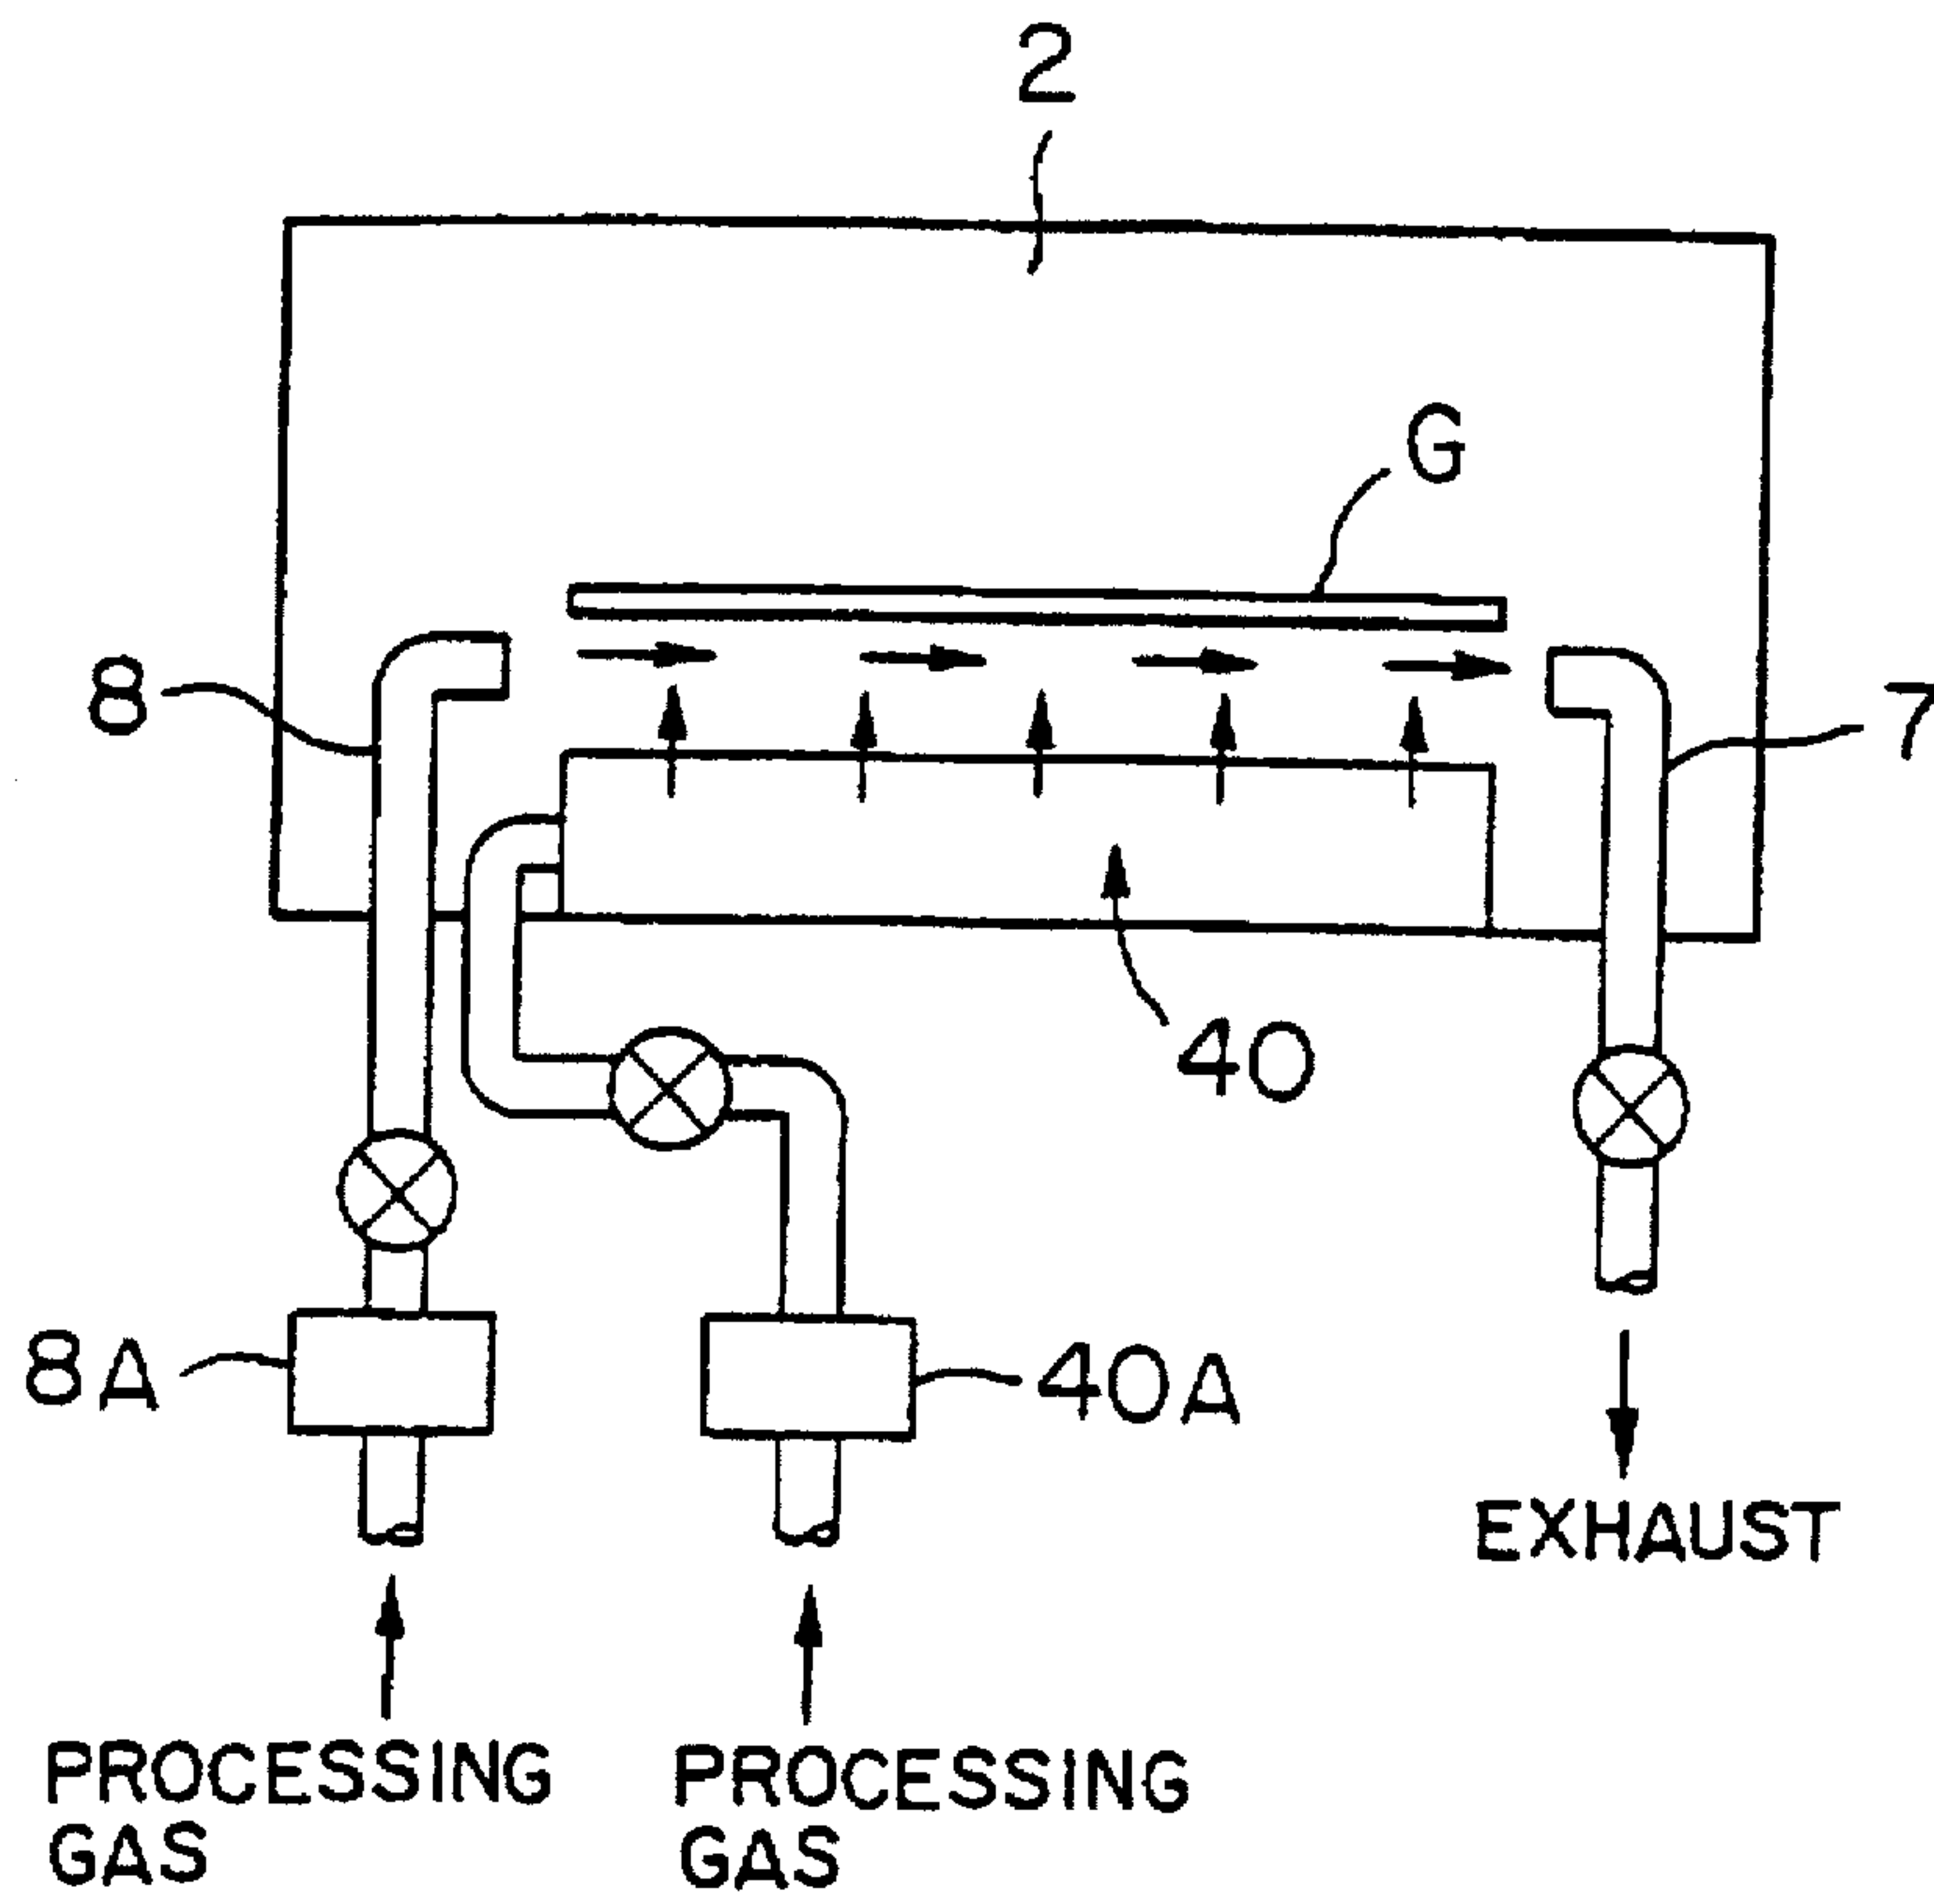 2
G
8
7
40
8A
40A
EXHAUST
PROCESSING
GAS
PROCESSING
GAS